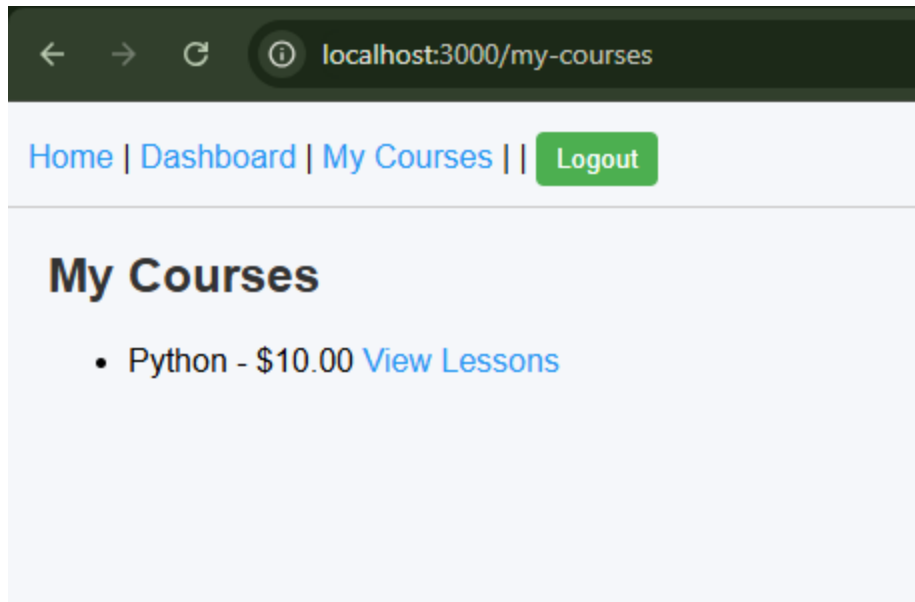 localhost:3000/my-courses
Home | Dashboard | My Courses | | Logout
My Courses
• Python - $10.00 View Lessons